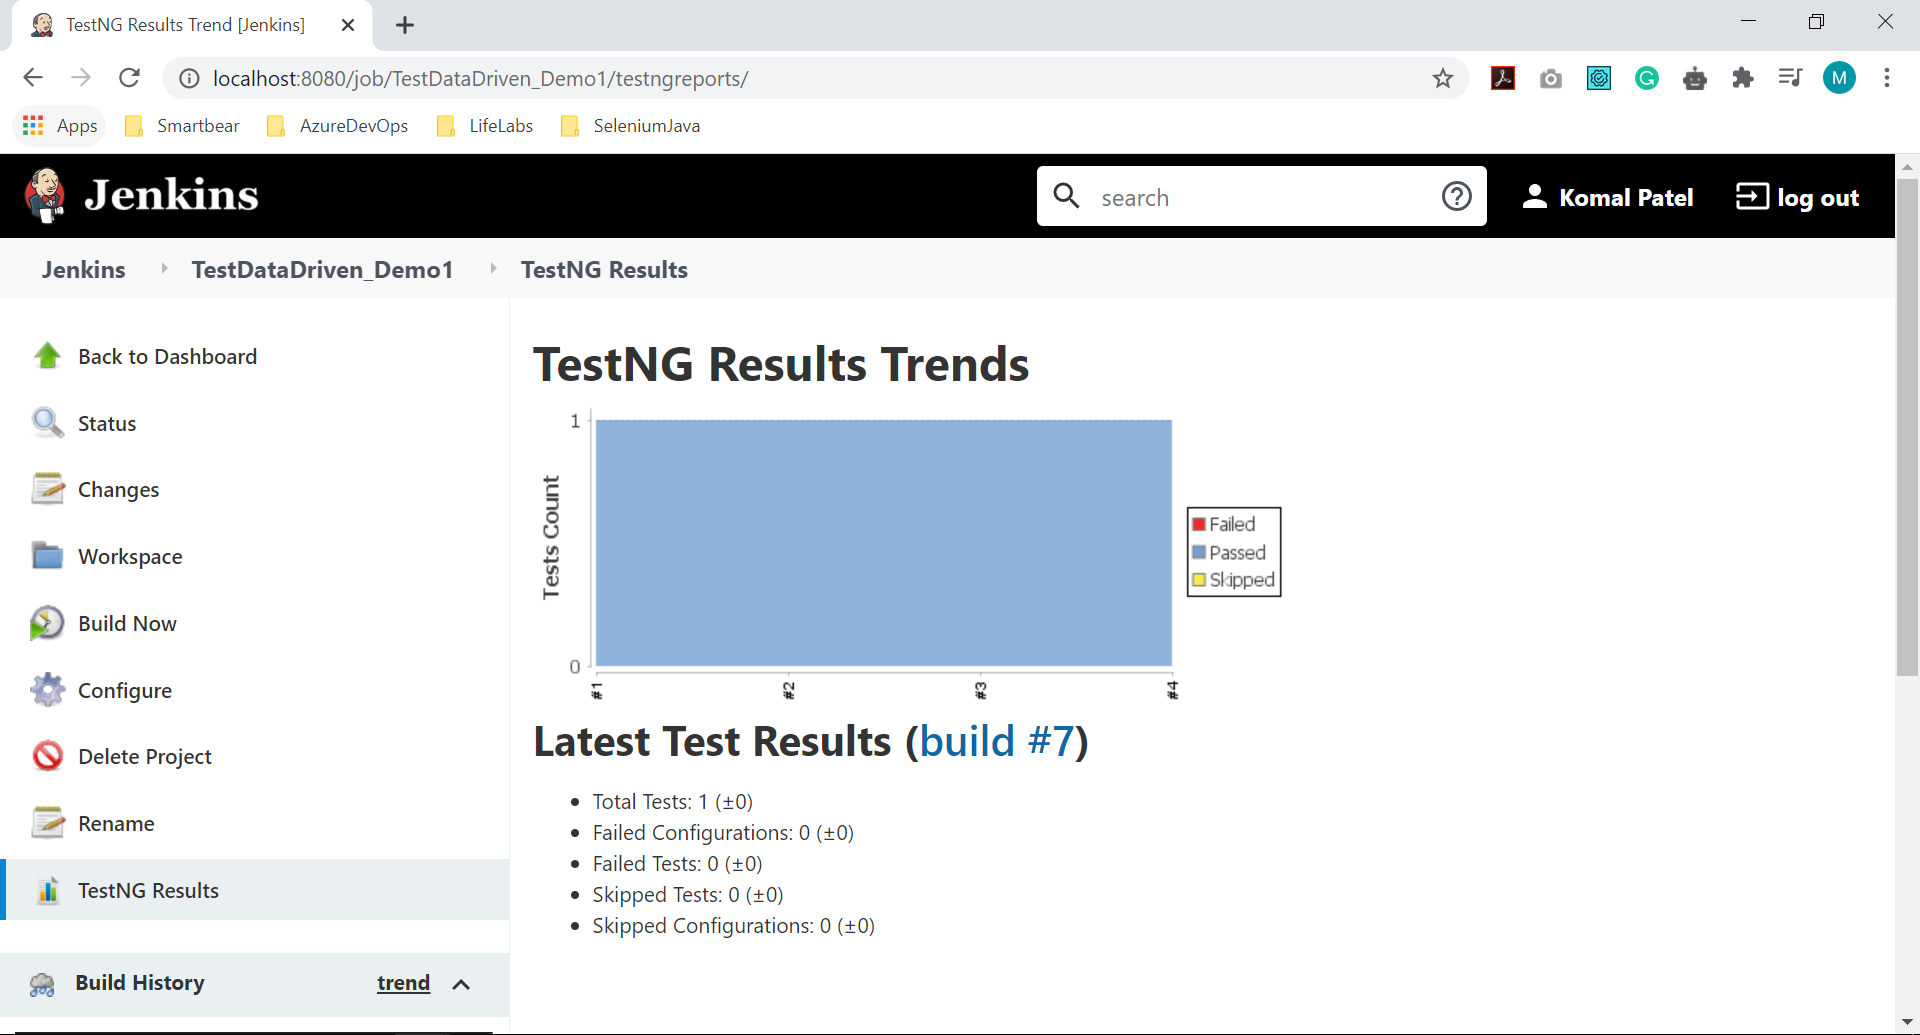 TestNG Results Trend [Jenkins]
localhost:8080/job/TestDataDriven_Demo1/testngreports/
M
Apps
Smartbear
AzureDevOps
LifeLabs
SeleniumJava
Jenkins
search
Komal Patel
log out
Jenkins
TestDataDriven_Demo1
TestNG Results
Back to Dashboard
Status
Changes
Workspace
Build Now
Configure
Delete Project
Rename
TestNG Results
Build History
trend
TestNG Results Trends
Tests Count
1
0
#1
#2
#3
#4
Failed
Passed
Skipped
Latest Test Results (build #7)
Total Tests: 1 (±0)
Failed Configurations: 0 (±0)
Failed Tests: 0 (±0)
Skipped Tests: 0 (±0)
Skipped Configurations: 0 (±0)